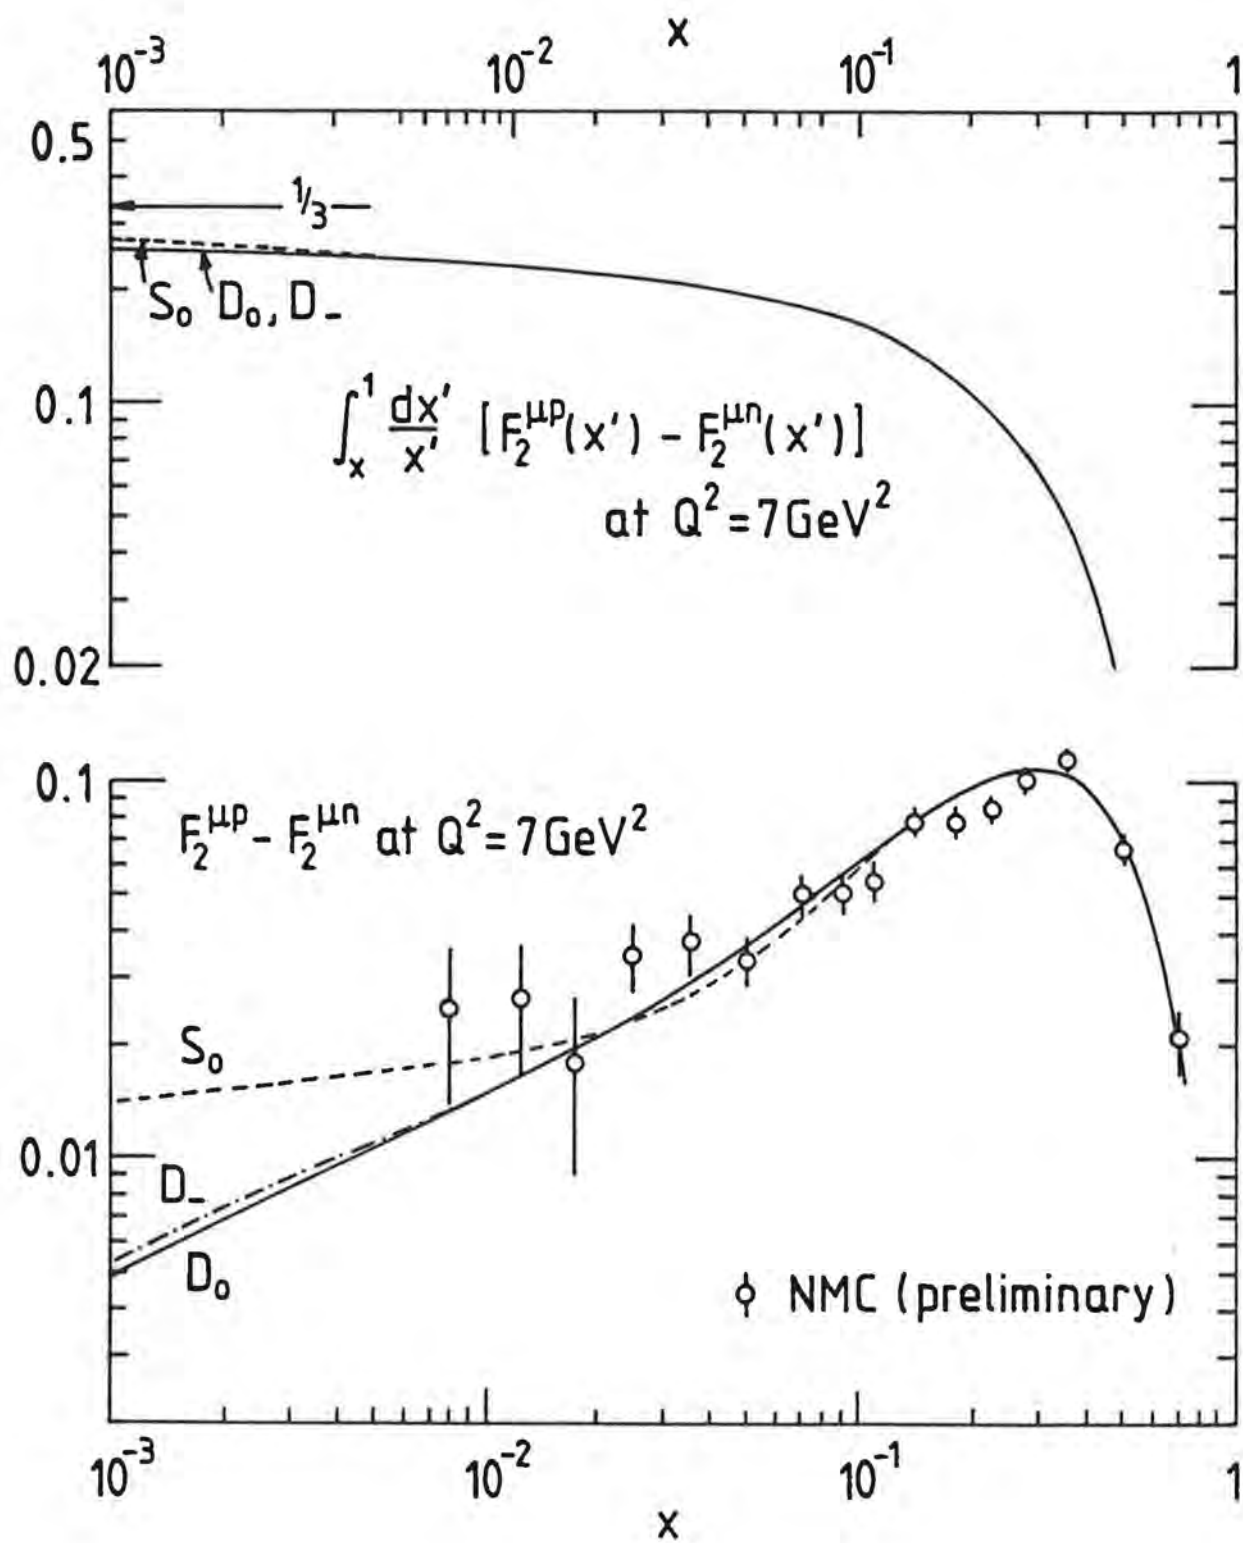 x
10⁻³ 10⁻² 10⁻¹ 1
0.5
1/3
S₀ D₀, D₋
0.1
∫ₓ¹ dx′/x′ [F₂^μp(x′) − F₂^μn(x′)]
at Q² = 7 GeV²
0.02
0.1
F₂^μp − F₂^μn at Q² = 7 GeV²
S₀
0.01
D₋
D₀
NMC (preliminary)
10⁻³ 10⁻² 10⁻¹ 1
x